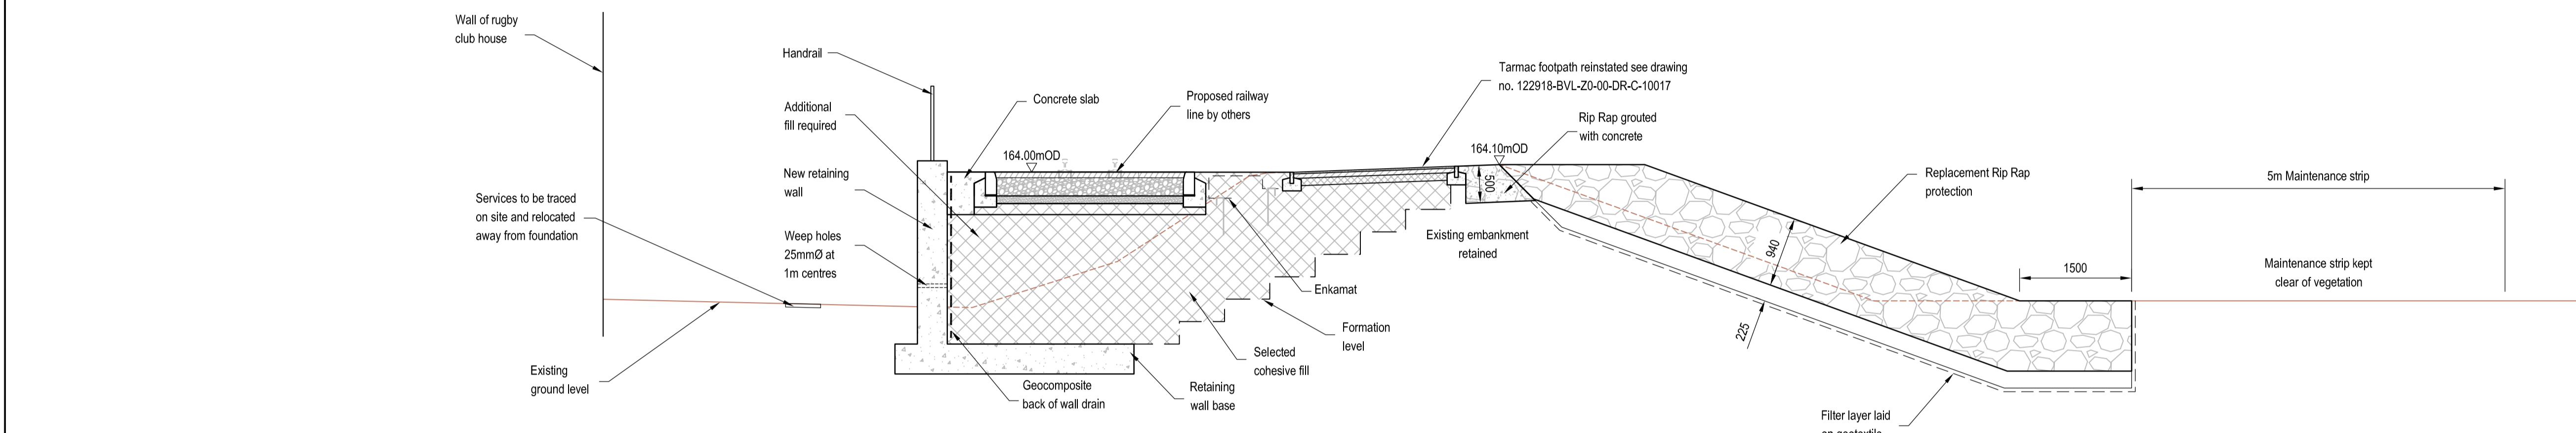 Wall of rugby
club house
Handrail
Additional
fill required
Concrete slab
Proposed railway
line by others
Tarmac footpath reinstated see drawing
no. 122918-BVL-Z0-00-DR-C-10017
Rip Rap grouted
with concrete
164.00mOD
164.10mOD
New retaining
wall
Services to be traced
on site and relocated
away from foundation
Weep holes
25mmØ at
1m centres
500
Existing embankment
retained
Replacement Rip Rap
protection
5m Maintenance strip
940
1500
Maintenance strip kept
clear of vegetation
225
Enkamat
Formation
level
Selected
cohesive fill
Existing
ground level
Geocomposite
back of wall drain
Retaining
wall base
Filter layer laid
on geotextile